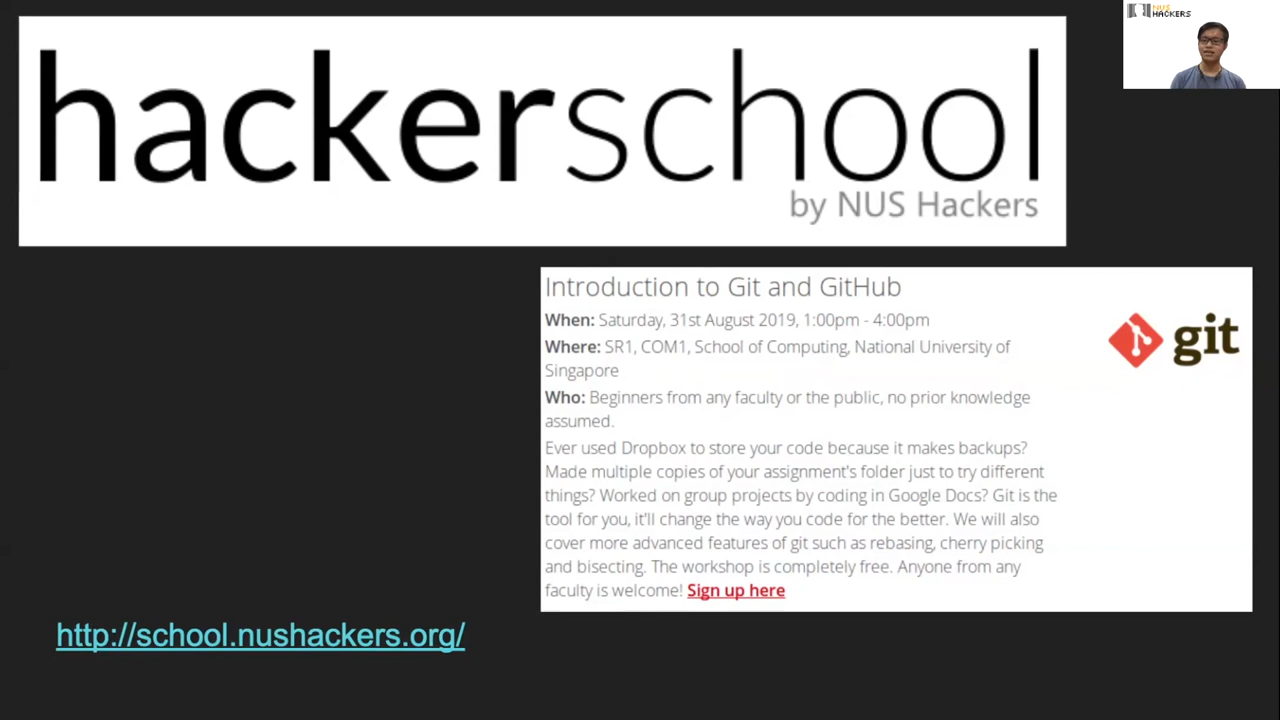 NUS
HACKERS
hackerschool
by NUS Hackers
Introduction to Git and GitHub
When: Saturday, 31st August 2019, 1:00pm - 4:00pm
Where: SR1, COM1, School of Computing, National University of
Singapore
Who: Beginners from any faculty or the public, no prior knowledge
assumed.
Ever used Dropbox to store your code because it makes backups?
Made multiple copies of your assignment's folder just to try different
things? Worked on group projects by coding in Google Docs? Git is the
tool for you, it'll change the way you code for the better. We will also
cover more advanced features of git such as rebasing, cherry picking
and bisecting. The workshop is completely free. Anyone from any
faculty is welcome! Sign up here
git
http://school.nushackers.org/